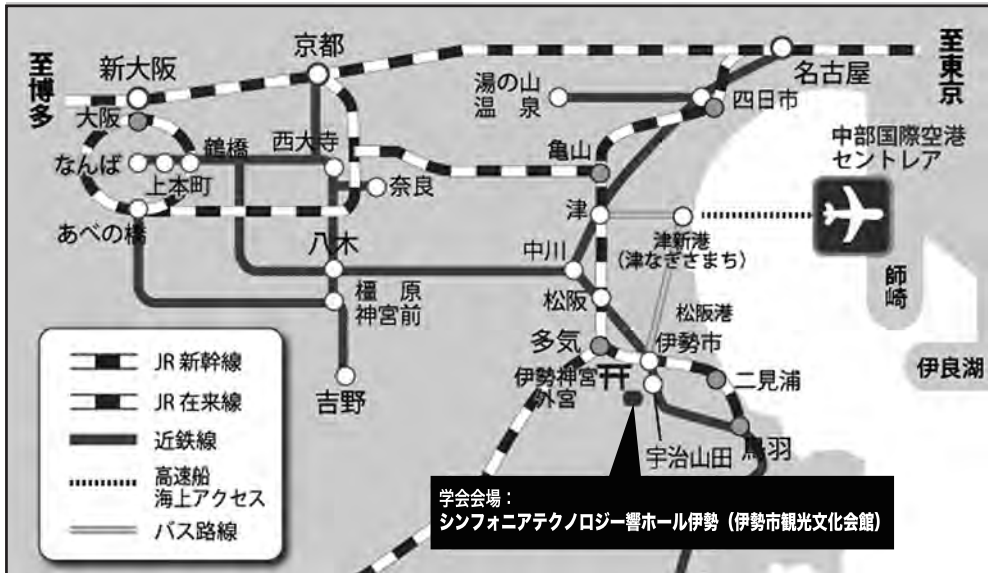 至博多
新大阪
京都
名古屋
至東京
大阪
湯の山
温泉
四日市
中部国際空港
セントレア
なんば
鶴橋
西大寺
亀山
上本町
奈良
あべの橋
津
津新港
(津なぎさまち)
八木
中川
師崎
橿原
神宮前
松阪
松阪港
多気
伊勢市
伊良湖
吉野
伊勢神宮
外宮
二見浦
宇治山田
鳥羽
JR 新幹線
JR 在来線
近鉄線
高速船
海上アクセス
バス路線
学会会場：
シンフォニアテクノロジー響ホール伊勢（伊勢市観光文化会館）